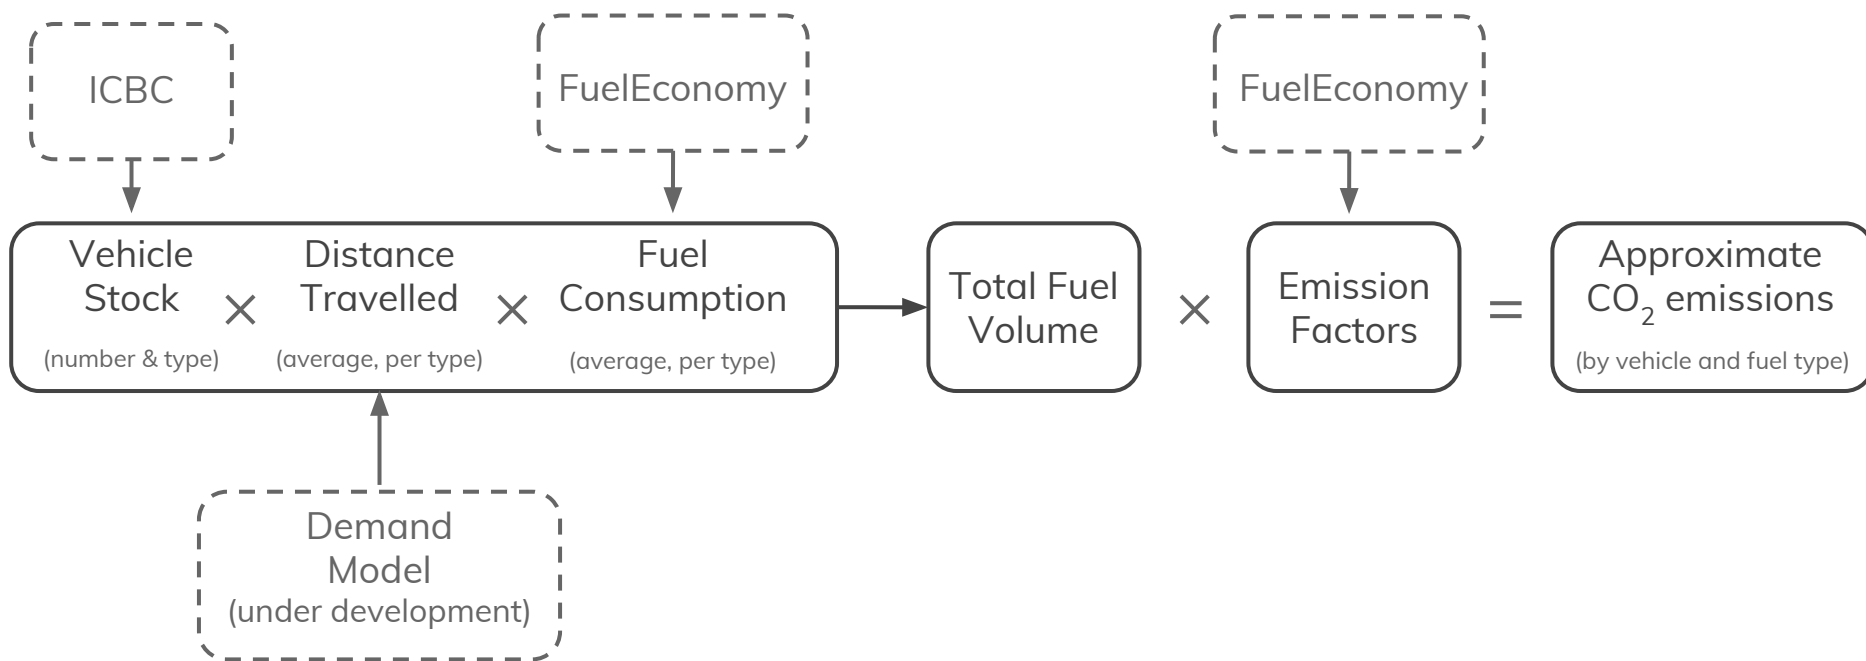 ICBC
FuelEconomy
FuelEconomy
Vehicle
Stock
(number & type)
×
Distance
Travelled
(average, per type)
×
Fuel
Consumption
(average, per type)
Total Fuel
Volume
×
Emission
Factors
=
Approximate
CO₂ emissions
(by vehicle and fuel type)
Demand
Model
(under development)